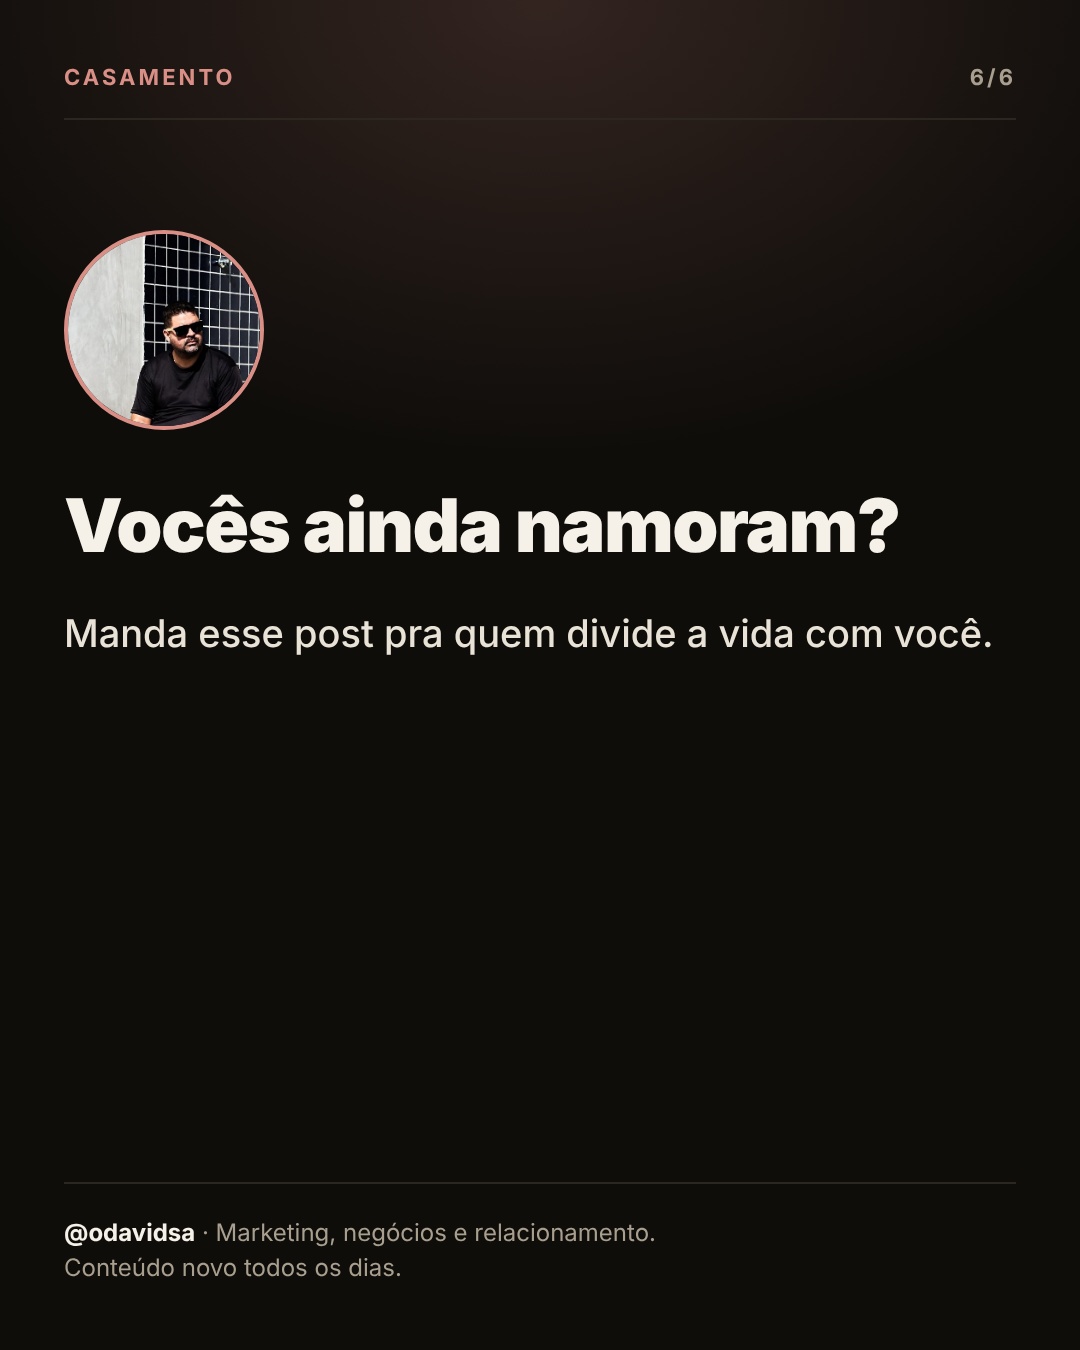 CASAMENTO
6/6
Vocês ainda namoram?
Manda esse post pra quem divide a vida com você.
@odavidsa · Marketing, negócios e relacionamento.
Conteúdo novo todos os dias.